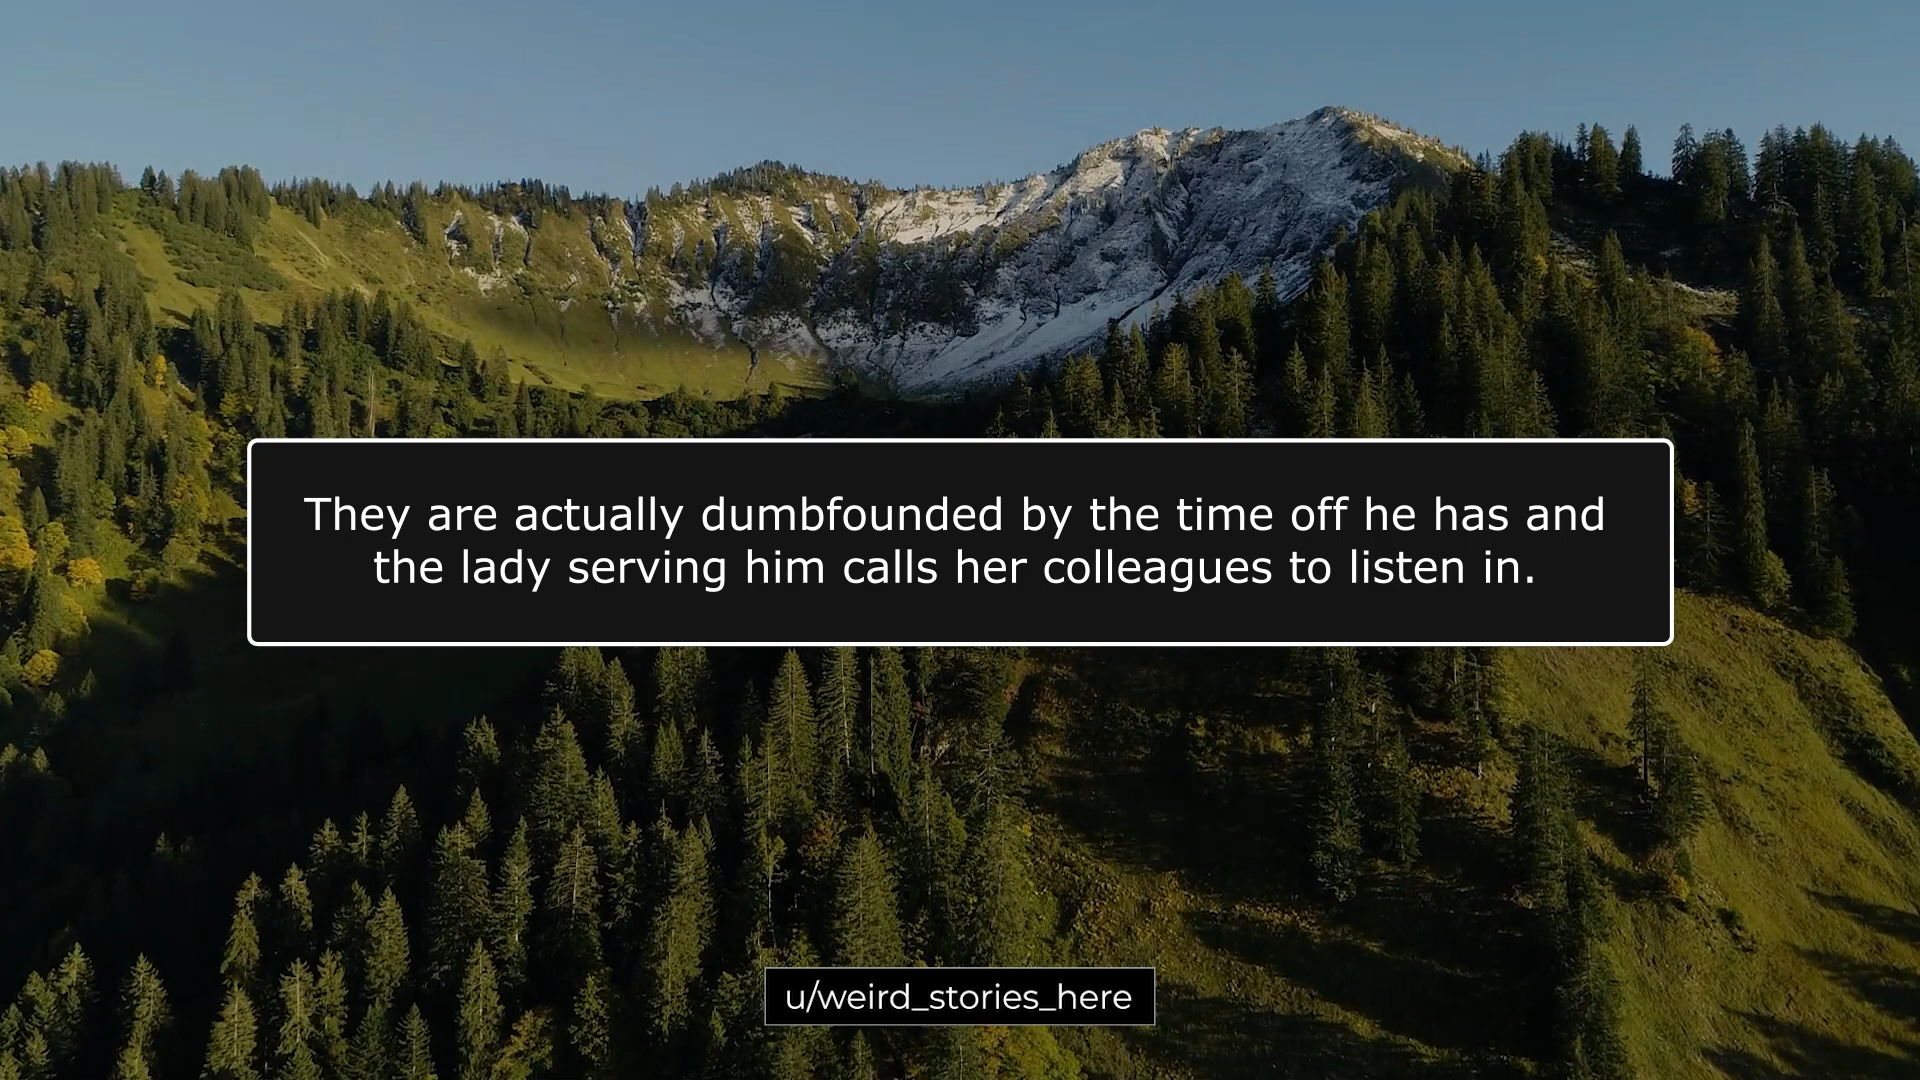 They are actually dumbfounded by the time off he has and
the lady serving him calls her colleagues to listen in.
u/weird_stories_here